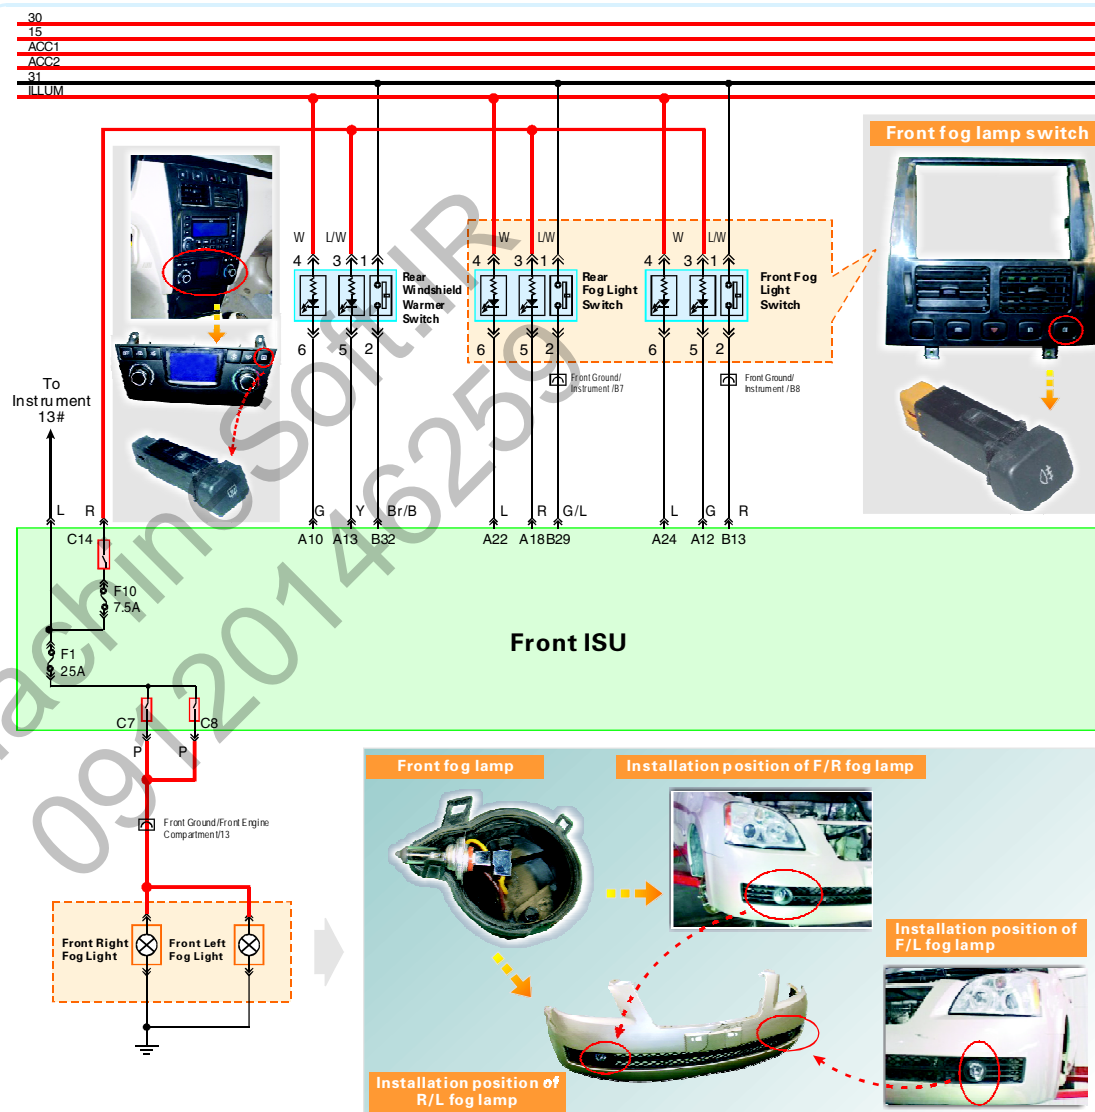 30
15
ACC1
ACC2
31
ILLUM
Front fog lamp switch
W L/W
4 3 1
Rear
Windshield
Warmer
Switch
6 5 2
W L/W
4 3 1
Rear
Fog Light
Switch
6 5 2
Front Ground/
Instrument /B7
W L/W
4 3 1
Front Fog
Light
Switch
6 5 2
Front Ground/
Instrument /B8
To
Instrument
13#
L R
G Y Br/B
L R G/L
L G R
C14
A10 A13 B32
A22 A18 B29
A24 A12 B13
F10
7.5A
F1
25A
Front ISU
C7 C8
P P
Front Ground/Front Engine
Compartment/13
Front Right
Fog Light
Front Left
Fog Light
Front fog lamp
Installation position of F/R fog lamp
Installation position of
F/L fog lamp
Installation position of
R/L fog lamp
achinoSoft.IR
09120146259